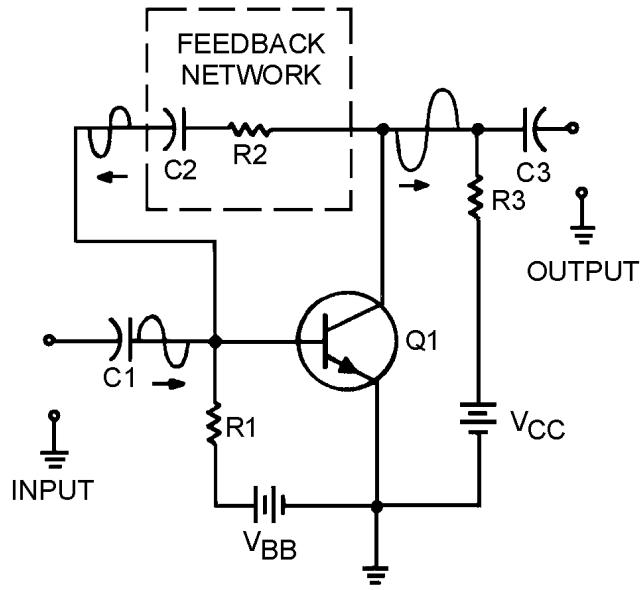 FEEDBACK
NETWORK
C2
R2
C3
R3
OUTPUT
C1
Q1
R1
VCC
INPUT
VBB